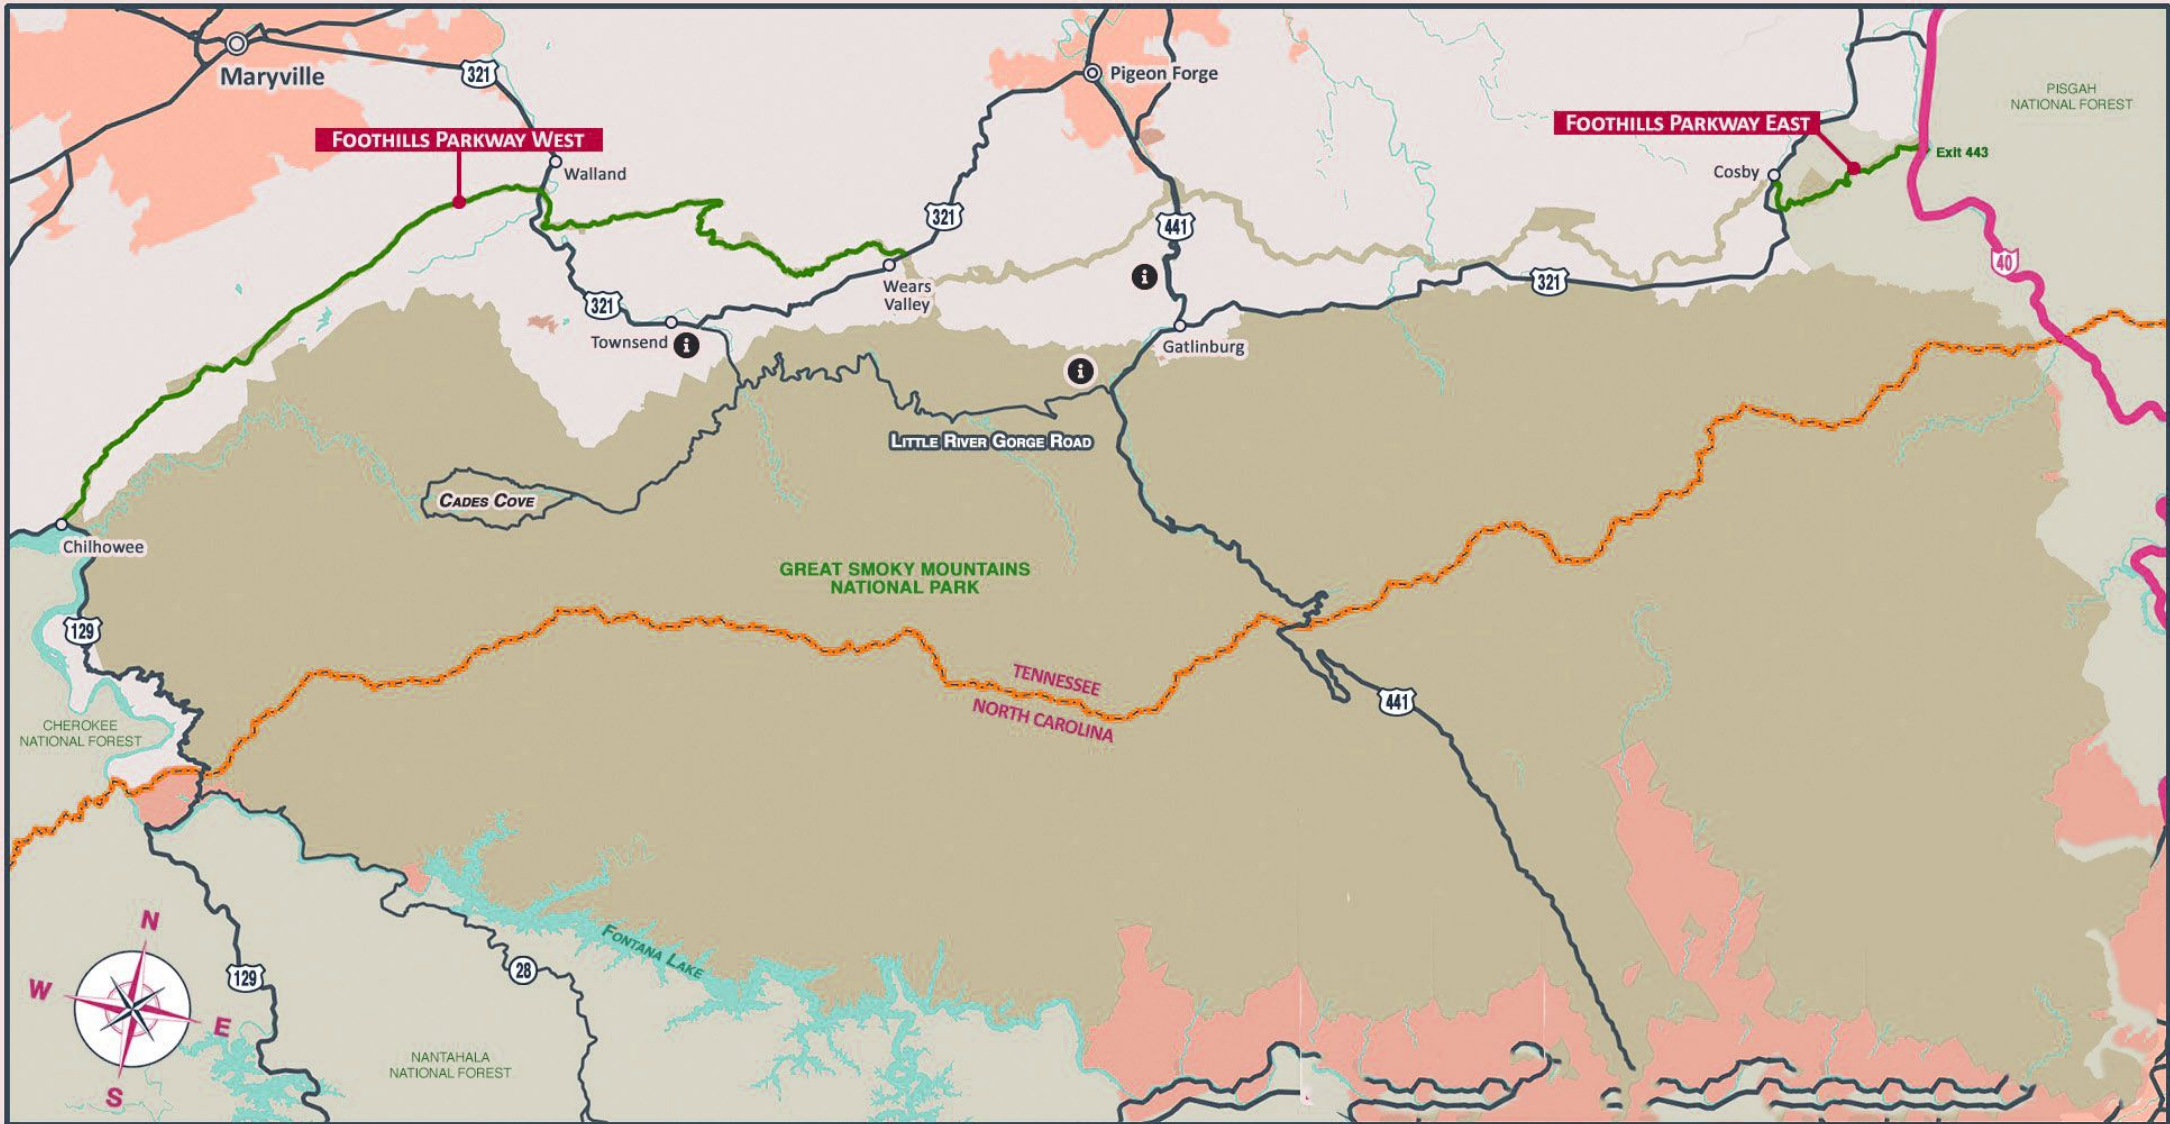 Maryville
321
Pigeon Forge
PISGAH
NATIONAL FOREST
FOOTHILLS PARKWAY WEST
FOOTHILLS PARKWAY EAST
Exit 443
Walland
Cosby
321
441
40
i
Wears
Valley
321
321
Townsend
i
Gatlinburg
i
LITTLE RIVER GORGE ROAD
CADES COVE
Chilhowee
GREAT SMOKY MOUNTAINS
NATIONAL PARK
129
TENNESSEE
NORTH CAROLINA
441
CHEROKEE
NATIONAL FOREST
FONTANA LAKE
28
129
N
W
E
S
NANTAHALA
NATIONAL FOREST